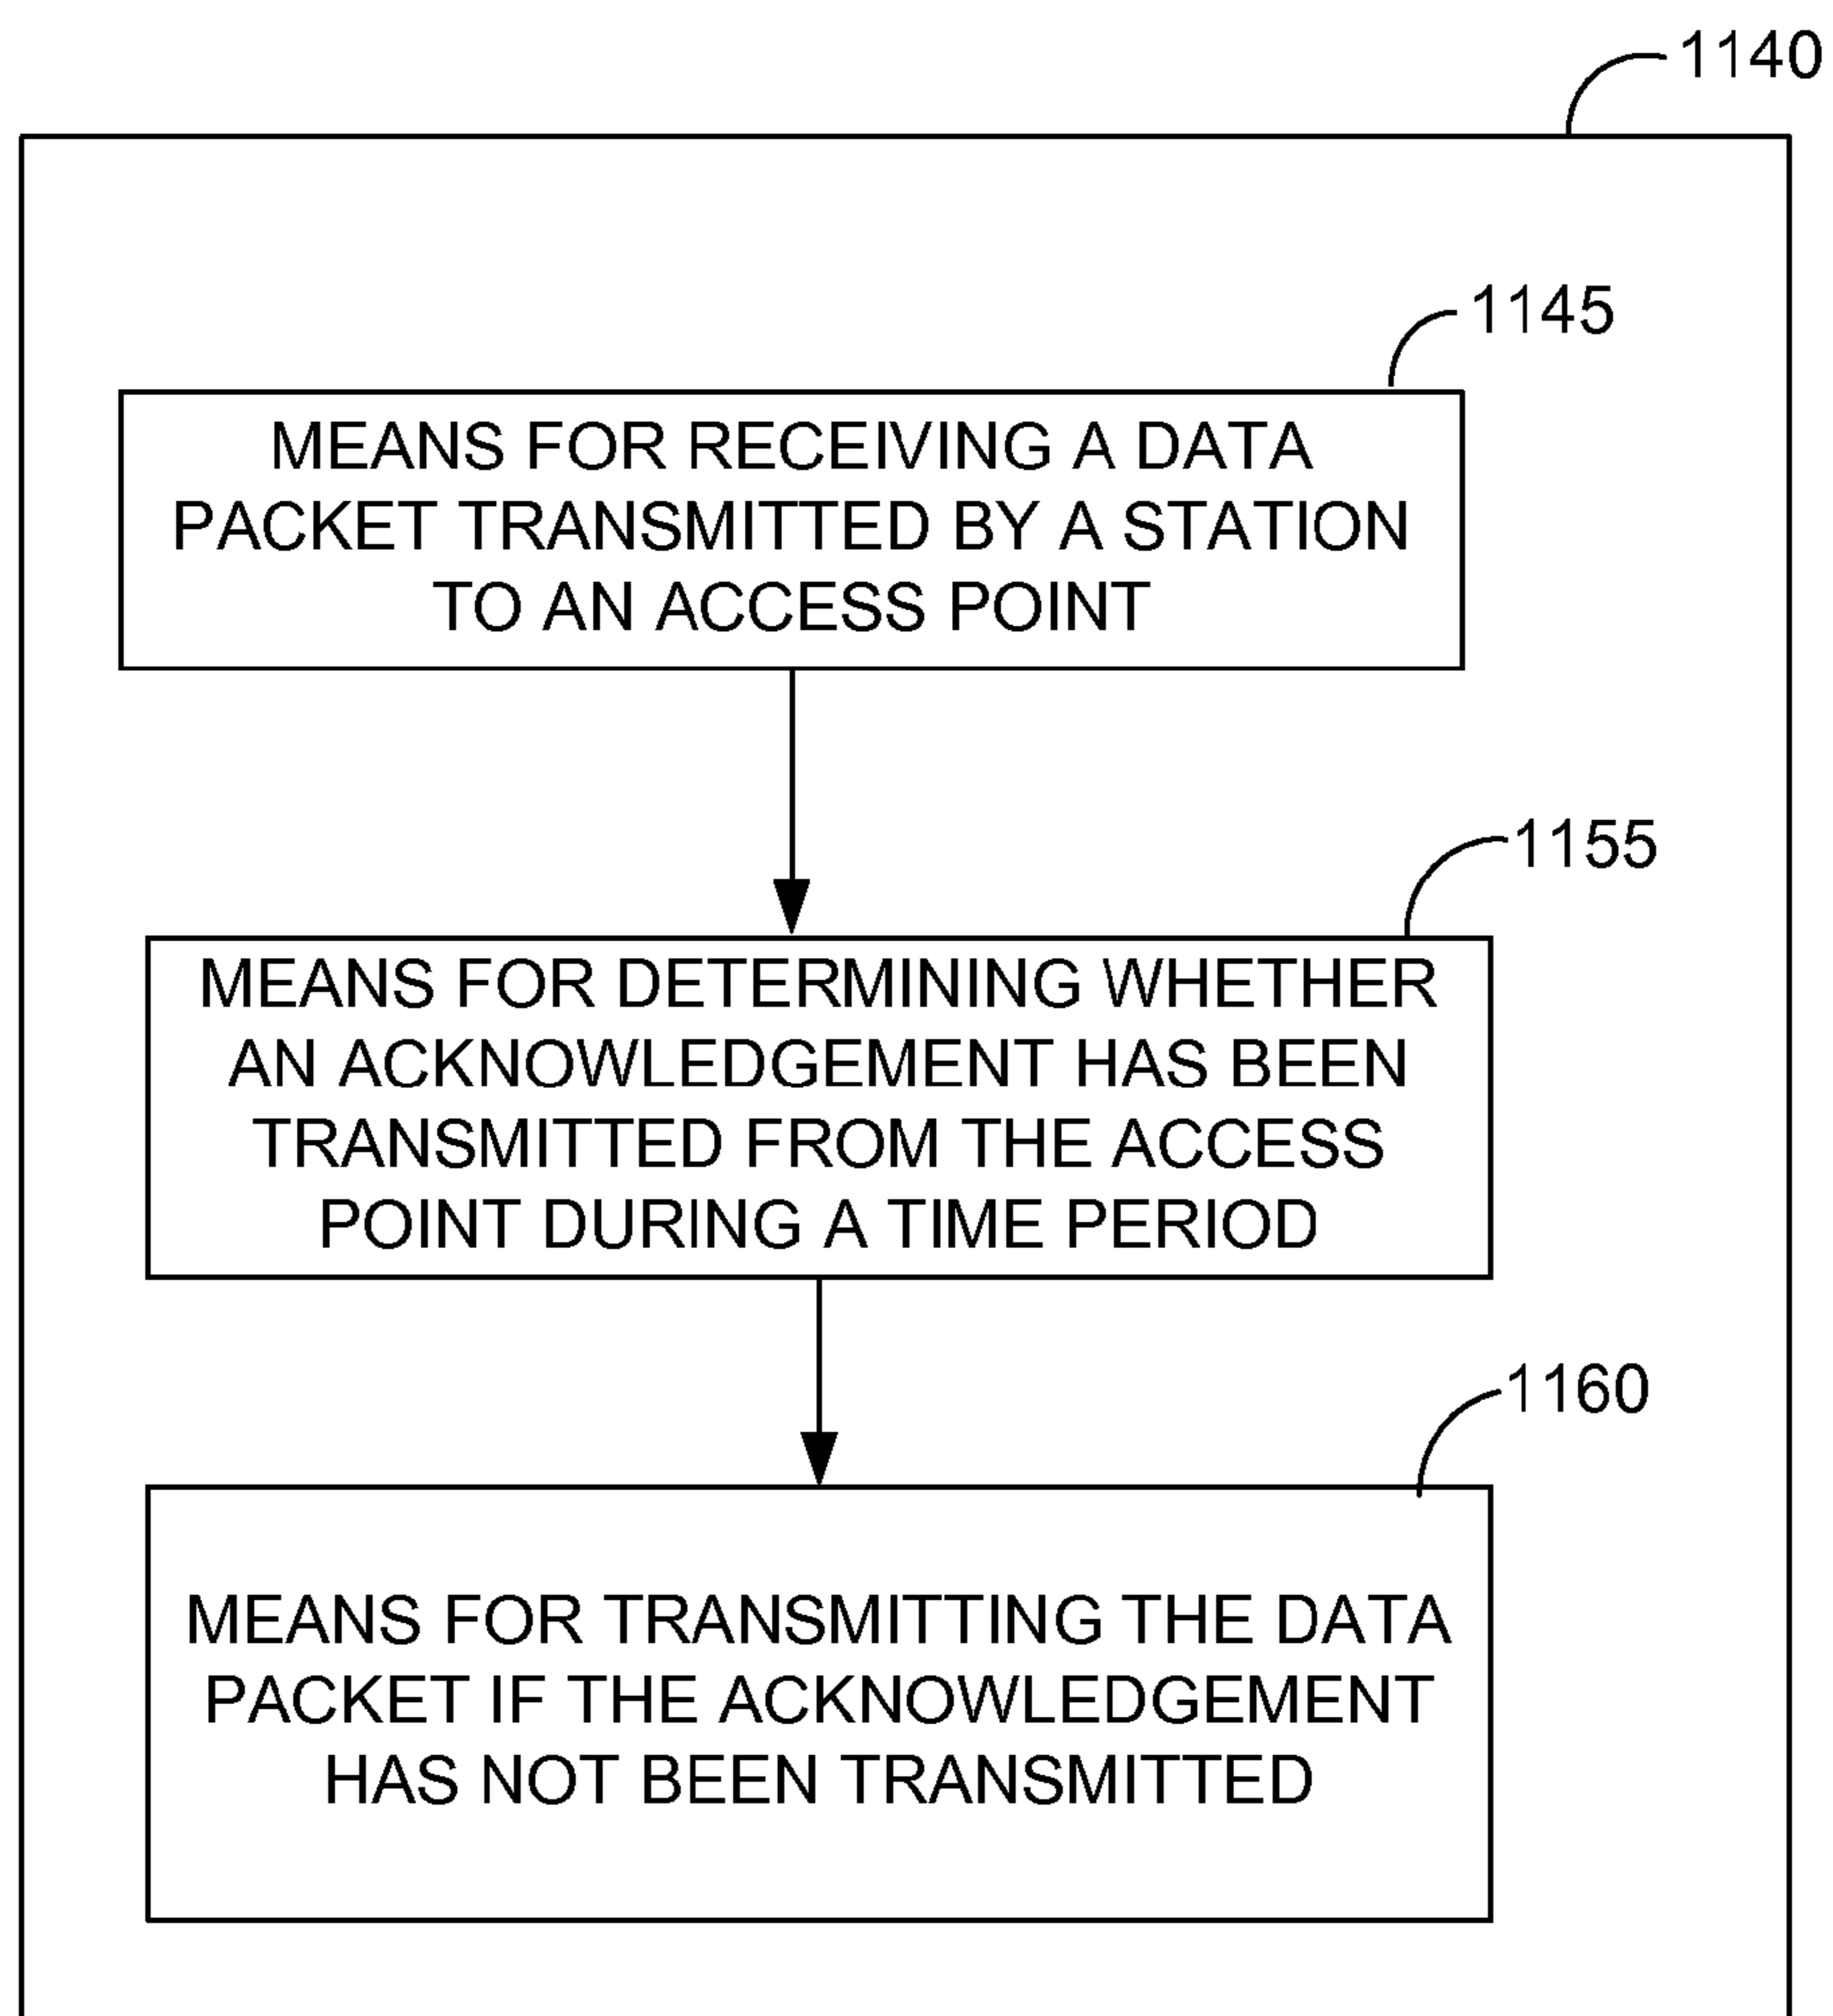 1140
1145
MEANS FOR RECEIVING A DATA
PACKET TRANSMITTED BY A STATION
TO AN ACCESS POINT
1155
MEANS FOR DETERMINING WHETHER
AN ACKNOWLEDGEMENT HAS BEEN
TRANSMITTED FROM THE ACCESS
POINT DURING A TIME PERIOD
1160
MEANS FOR TRANSMITTING THE DATA
PACKET IF THE ACKNOWLEDGEMENT
HAS NOT BEEN TRANSMITTED